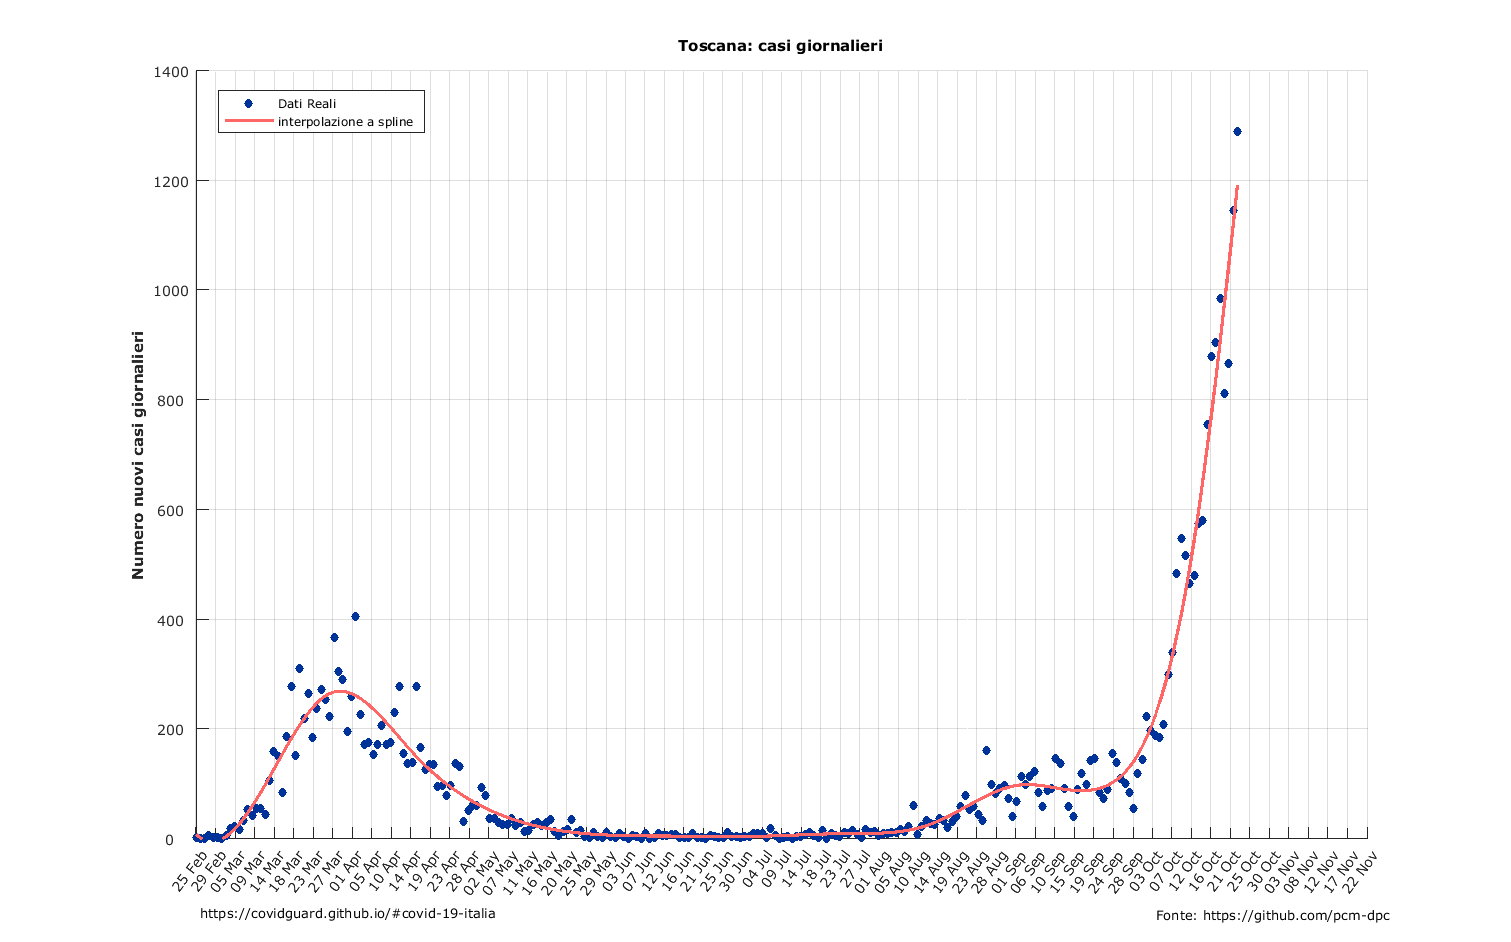 Toscana: casi giornalieri
1400
1200
1000
800
600
400
200
0
Numero nuovi casi giornalieri
Dati Reali
interpolazione a spline
25 Feb
29 Feb
05 Mar
09 Mar
14 Mar
18 Mar
23 Mar
27 Mar
01 Apr
05 Apr
10 Apr
14 Apr
19 Apr
23 Apr
28 Apr
02 May
07 May
11 May
16 May
20 May
25 May
29 May
03 Jun
07 Jun
12 Jun
16 Jun
21 Jun
25 Jun
30 Jun
04 Jul
09 Jul
14 Jul
18 Jul
23 Jul
27 Jul
01 Aug
05 Aug
10 Aug
14 Aug
19 Aug
23 Aug
28 Aug
01 Sep
06 Sep
10 Sep
15 Sep
19 Sep
24 Sep
28 Sep
03 Oct
07 Oct
12 Oct
16 Oct
21 Oct
25 Oct
30 Oct
03 Nov
08 Nov
12 Nov
17 Nov
22 Nov
https://covidguard.github.io/#covid-19-italia
Fonte: https://github.com/pcm-dpc